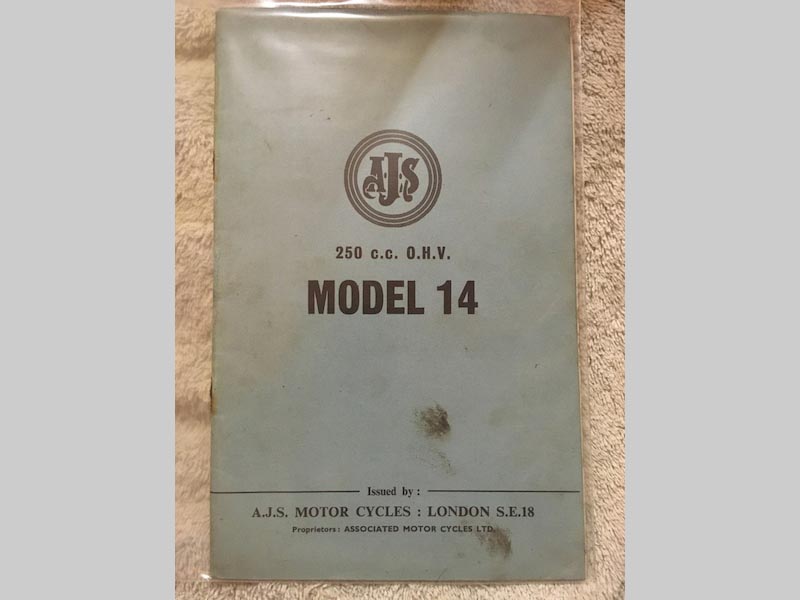 AJS
250 c.c. O.H.V.
MODEL 14
Issued by :
A.J.S. MOTOR CYCLES : LONDON S.E.18
Proprietors : ASSOCIATED MOTOR CYCLES LTD.